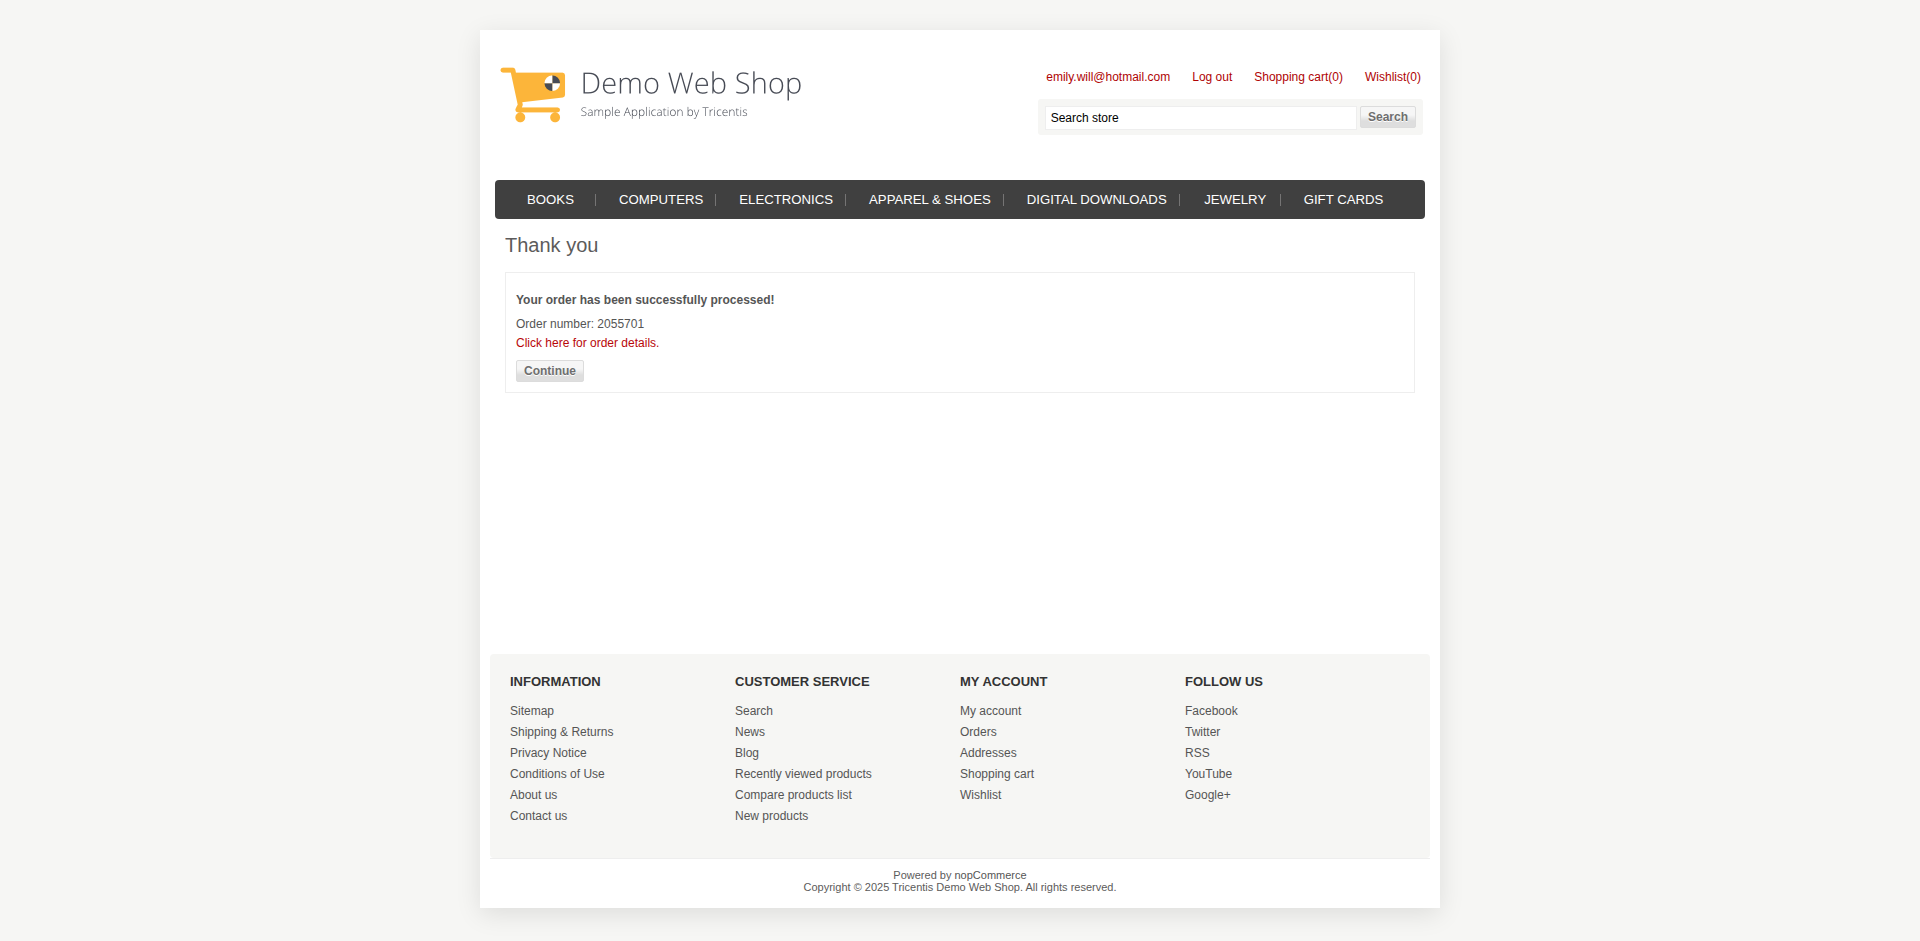 Demo Web Shop
Sample Application by Tricentis
emily.will@hotmail.com Log out Shopping cart(0) Wishlist(0)
Search store Search
BOOKS COMPUTERS ELECTRONICS APPAREL & SHOES DIGITAL DOWNLOADS JEWELRY GIFT CARDS
Thank you
Your order has been successfully processed!
Order number: 2055701
Click here for order details.
Continue
INFORMATION
Sitemap
Shipping & Returns
Privacy Notice
Conditions of Use
About us
Contact us
CUSTOMER SERVICE
Search
News
Blog
Recently viewed products
Compare products list
New products
MY ACCOUNT
My account
Orders
Addresses
Shopping cart
Wishlist
FOLLOW US
Facebook
Twitter
RSS
YouTube
Google+
Powered by nopCommerce
Copyright © 2025 Tricentis Demo Web Shop. All rights reserved.